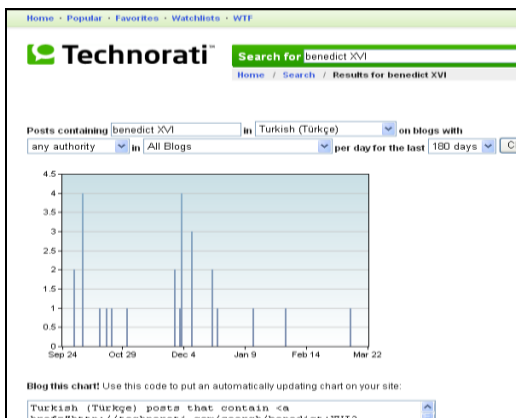 Home · Popular · Favorites · Watchlists · WTF
Technorati™
Search for benedict XVI
Home / Search / Results for benedict XVI
Posts containing benedict XVI in Turkish (Türkçe) on blogs with
any authority in All Blogs per day for the last 180 days
4.5
4
3.5
3
2.5
2
1.5
1
0.5
0
Sep 24 Oct 29 Dec 4 Jan 9 Feb 14 Mar 22
Blog this chart! Use this code to put an automatically updating chart on your site:
Turkish (Türkçe) posts that contain <a